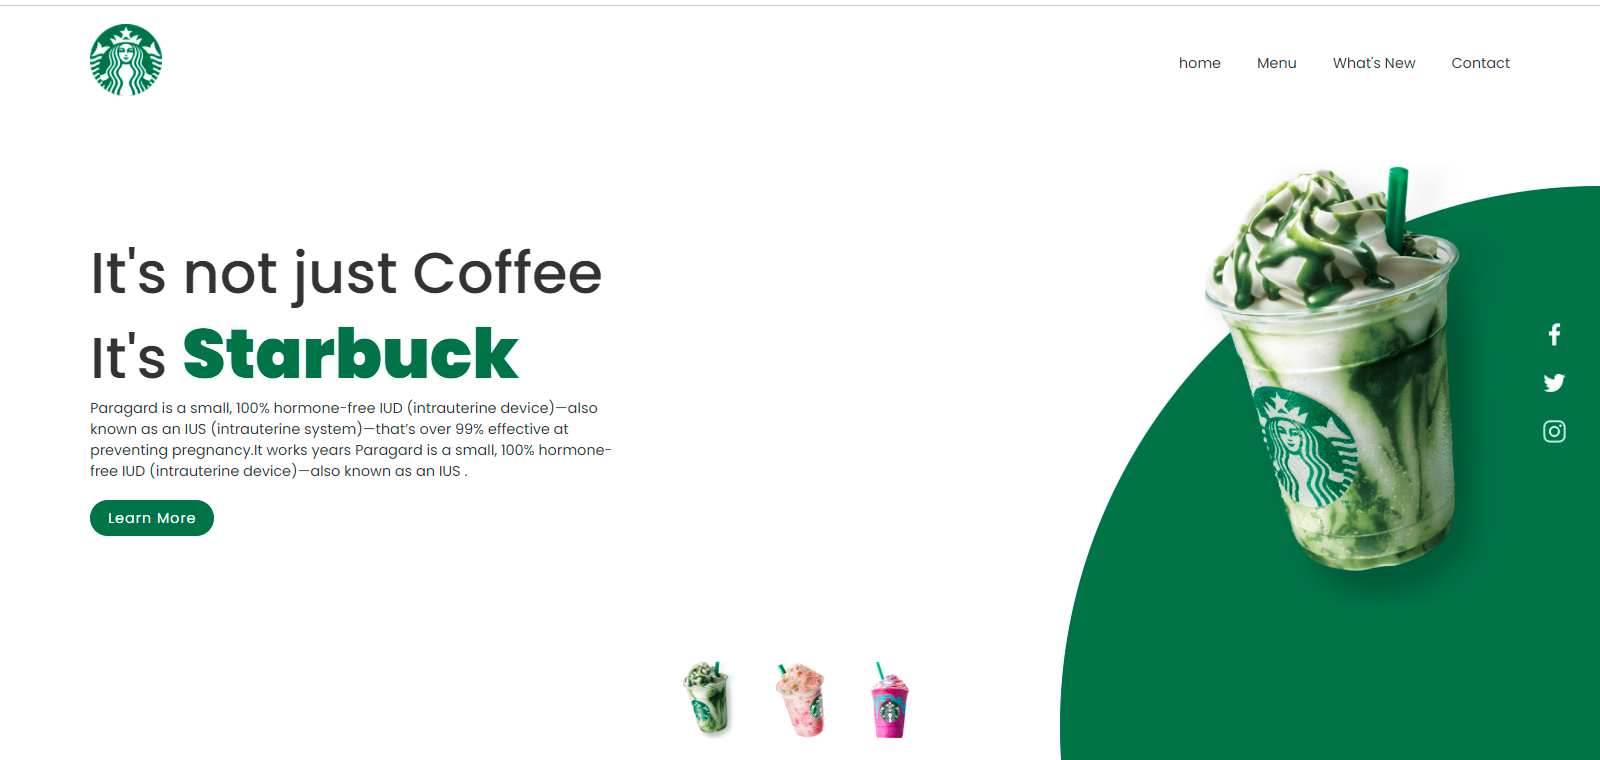 home Menu What's New Contact
It's not just Coffee
It's Starbuck
Paragard is a small, 100% hormone-free IUD (intrauterine device)—also
known as an IUS (intrauterine system)—that's over 99% effective at
preventing pregnancy.It works years Paragard is a small, 100% hormone-
free IUD (intrauterine device)—also known as an IUS .
Learn More